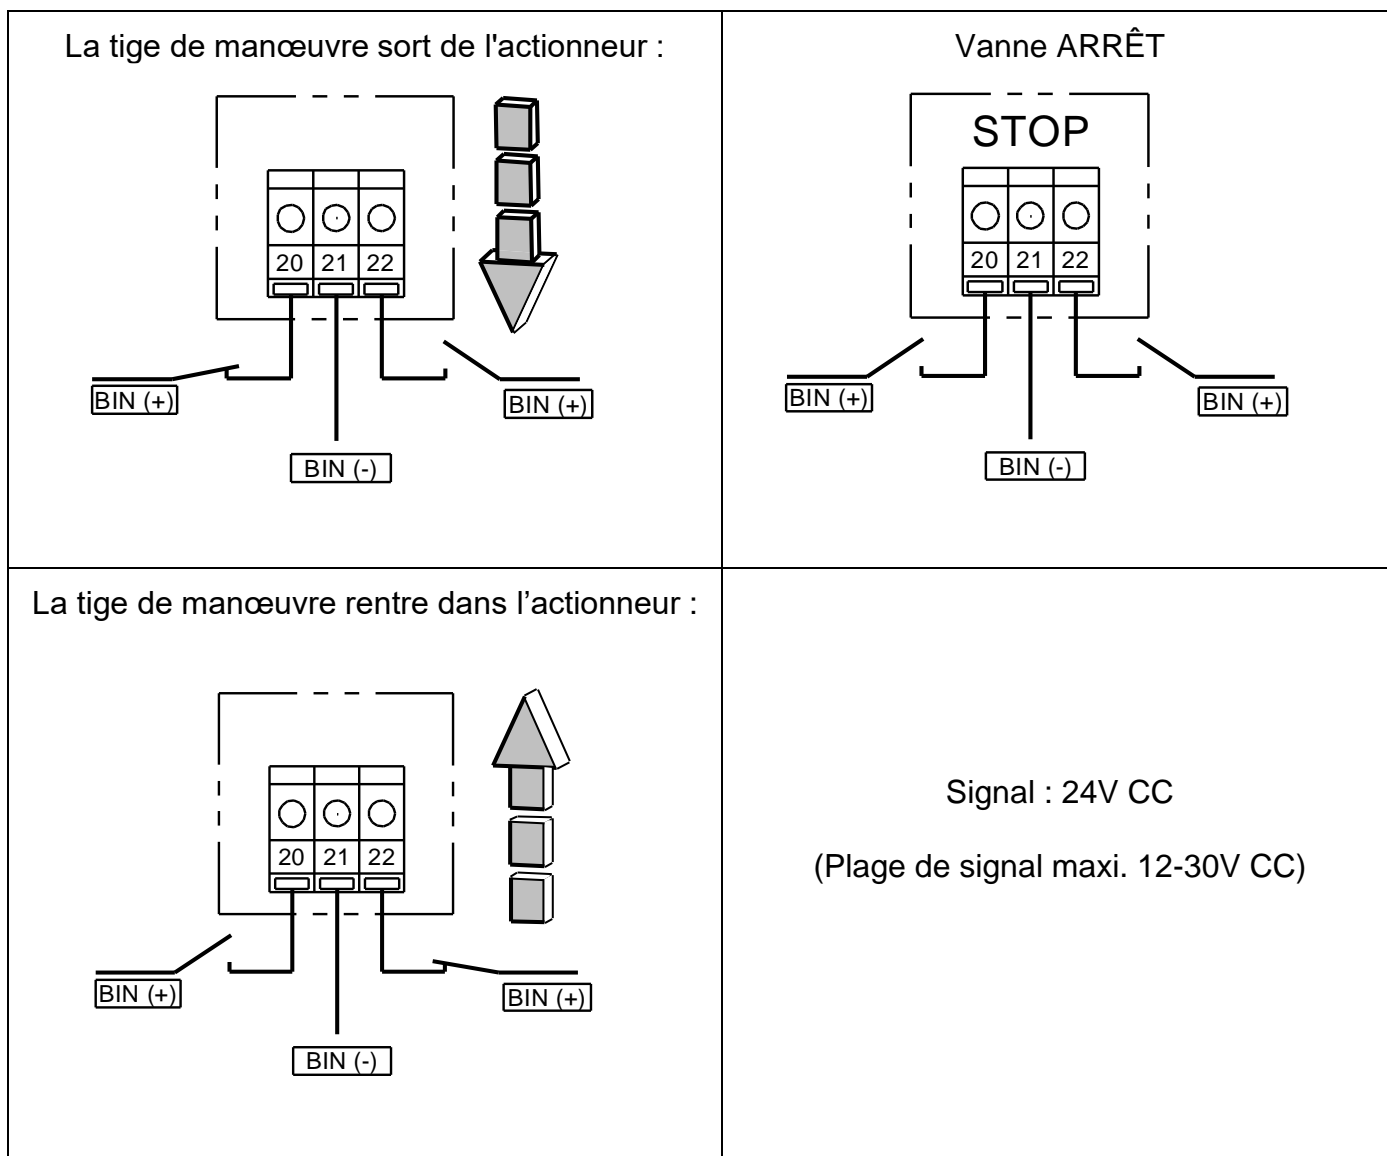 La tige de manœuvre sort de l'actionneur :
20 21 22
BIN (+)
BIN (+)
BIN (-)
Vanne ARRÊT
STOP
20 21 22
BIN (+)
BIN (+)
BIN (-)
La tige de manœuvre rentre dans l’actionneur :
20 21 22
BIN (+)
BIN (+)
BIN (-)
Signal : 24V CC
(Plage de signal maxi. 12-30V CC)